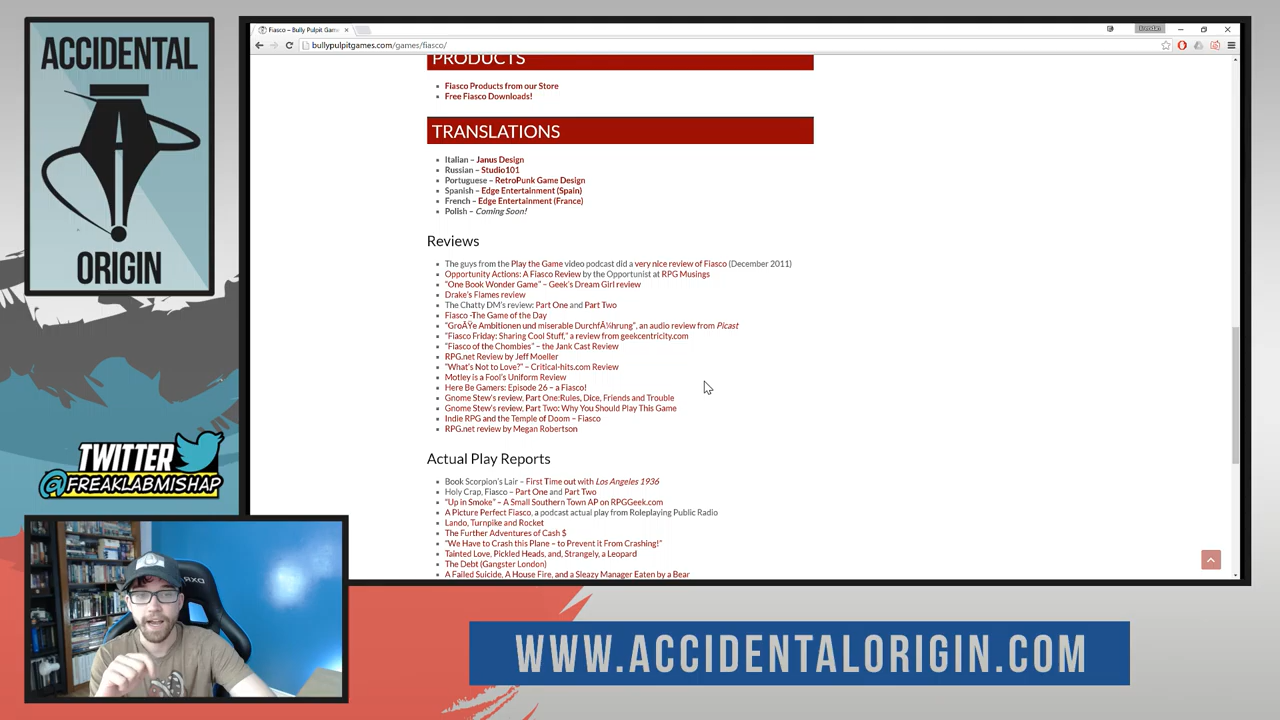 ACCIDENTAL
ORIGIN
TWITTER
@FREAKLABMISHAP
Fiasco – Bully Pulpit Game
Brendan
bullypulpitgames.com/games/fiasco/
PRODUCTS
Fiasco Products from our Store
Free Fiasco Downloads!
TRANSLATIONS
Italian – Janus Design
Russian – Studio101
Portuguese – RetroPunk Game Design
Spanish – Edge Entertainment (Spain)
French – Edge Entertainment (France)
Polish – Coming Soon!
Reviews
The guys from the Play the Game video podcast did a very nice review of Fiasco (December 2011)
Opportunity Actions: A Fiasco Review by the Opportunist at RPG Musings
"One Book Wonder Game" – Geek's Dream Girl review
Drake's Flames review
The Chatty DM's review: Part One and Part Two
Fiasco -The Game of the Day
"GroÃŸe Ambitionen und miserable DurchfÃ¼hrung", an audio review from Picast
"Fiasco Friday: Sharing Cool Stuff," a review from geekcentricity.com
"Fiasco of the Chombies" – the Jank Cast Review
RPG.net Review by Jeff Moeller
"What's Not to Love?" – Critical-hits.com Review
Motley is a Fool's Uniform Review
Here Be Gamers: Episode 26 – a Fiasco!
Gnome Stew's review, Part One:Rules, Dice, Friends and Trouble
Gnome Stew's review, Part Two: Why You Should Play This Game
Indie RPG and the Temple of Doom – Fiasco
RPG.net review by Megan Robertson
Actual Play Reports
Book Scorpion's Lair – First Time out with Los Angeles 1936
Holy Crap, Fiasco – Part One and Part Two
"Up in Smoke" – A Small Southern Town AP on RPGGeek.com
A Picture Perfect Fiasco, a podcast actual play from Roleplaying Public Radio
Lando, Turnpike and Rocket
The Further Adventures of Cash $
"We Have to Crash this Plane – to Prevent it From Crashing!"
Tainted Love, Pickled Heads, and, Strangely, a Leopard
The Debt (Gangster London)
A Failed Suicide, A House Fire, and a Sleazy Manager Eaten by a Bear
WWW.ACCIDENTALORIGIN.COM